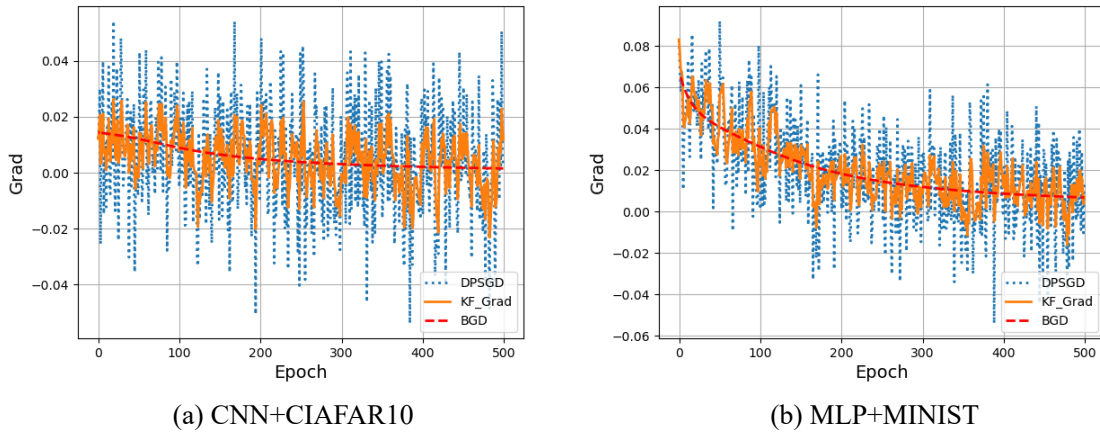 0.04
0.02
0.00
−0.02
−0.04
Grad
0 100 200 300 400 500
Epoch
DPSGD
KF_Grad
BGD
(a) CNN+CIAFAR10
0.08
0.06
0.04
0.02
0.00
−0.02
−0.04
−0.06
Grad
0 100 200 300 400 500
Epoch
DPSGD
KF_Grad
BGD
(b) MLP+MINIST